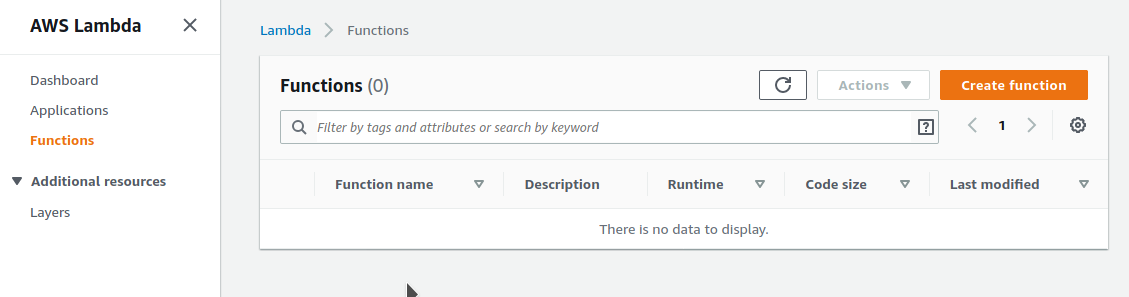 AWS Lambda
Lambda Functions
Dashboard
Applications
Functions
Additional resources
Layers
Functions (0)
Actions
Create function
Filter by tags and attributes or search by keyword
?
1
Function name Description Runtime Code size Last modified
There is no data to display.